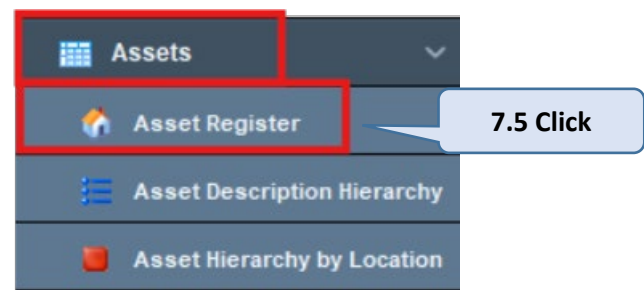 Assets
Asset Register
7.5 Click
Asset Description Hierarchy
Asset Hierarchy by Location